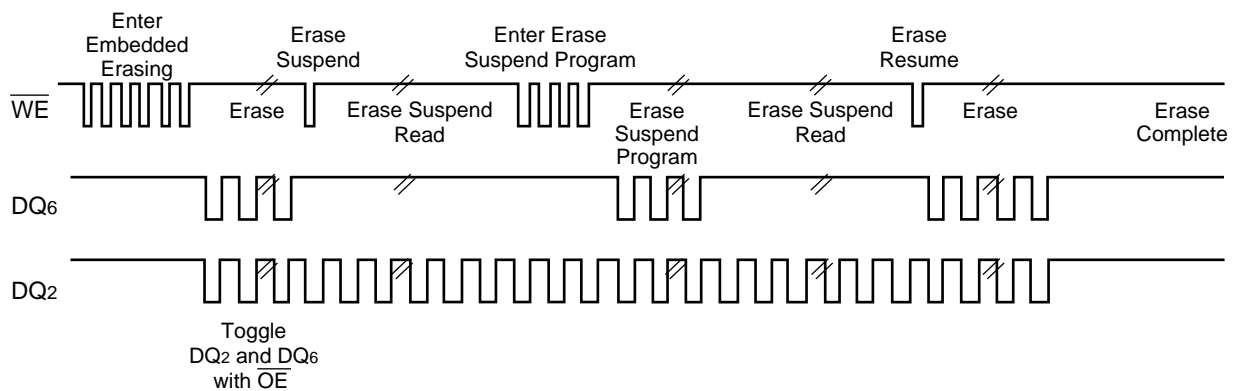 Enter
Embedded
Erasing
Erase
Suspend
Enter Erase
Suspend Program
Erase
Resume
WE
Erase
Erase Suspend
Read
Erase
Suspend
Program
Erase Suspend
Read
Erase
Erase
Complete
DQ6
DQ2
Toggle
DQ2 and DQ6
with OE